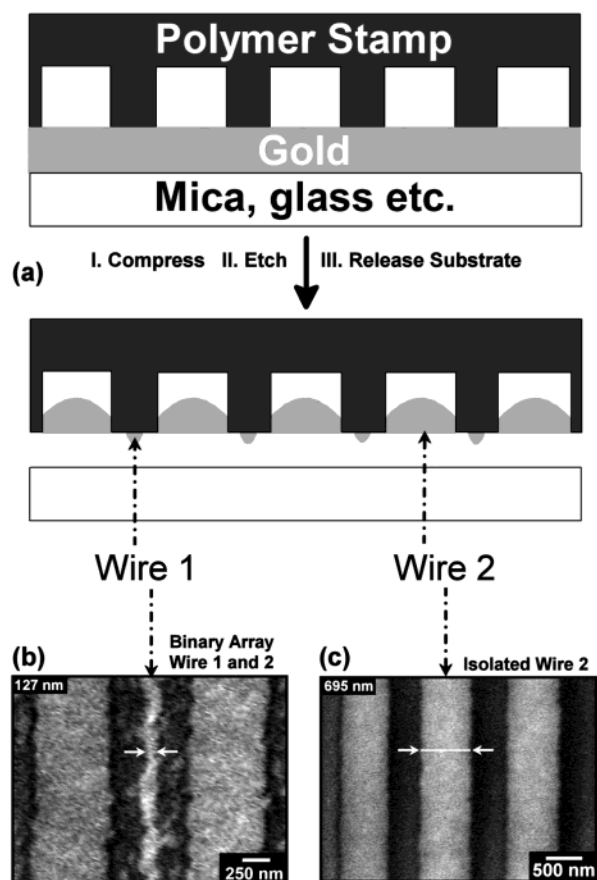 Polymer Stamp
Gold
Mica, glass etc.
I. Compress II. Etch III. Release Substrate
(a)
Wire 1 Wire 2
(b) Binary Array
Wire 1 and 2
(c) Isolated Wire 2
127 nm
250 nm
695 nm
500 nm